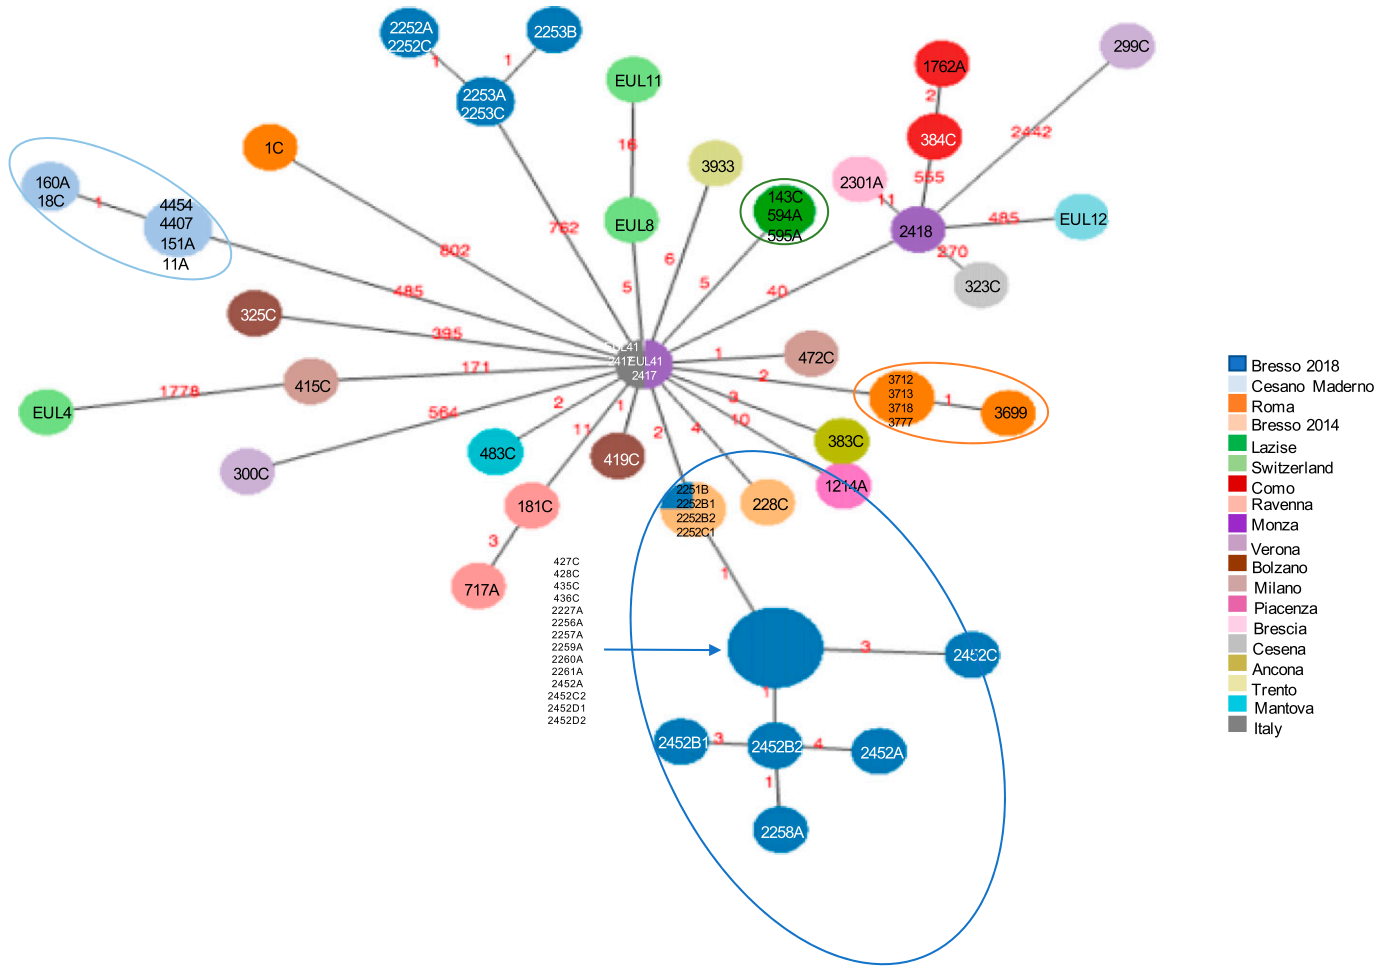 2252A
2252C
1
2253B
1
2253A
2253C
EUL11
16
EUL8
5
1762A
2
384C
555
299C
2442
1C
802
762
3933
6
143C
594A
595A
5
2301A
11
2418
485
EUL12
270
323C
40
160A
18C
1
4454
4407
151A
11A
485
325C
395
EUL41
2417
EUL41
2417
1
472C
415C
171
1778
EUL4
2
3712
3713
3718
3777
1
3699
564
300C
2
483C
11
1
419C
2
4
10
3
383C
1214A
181C
3
717A
2251B
2252B1
2252B2
2252C1
228C
1
427C
428C
435C
436C
2227A
2256A
2257A
2259A
2260A
2261A
2452A
2452C2
2452D1
2452D2
3
2452C
1
2452B1
3
2452B2
4
2452A
1
2258A
Bresso 2018
Cesano Maderno
Roma
Bresso 2014
Lazise
Switzerland
Como
Ravenna
Monza
Verona
Bolzano
Milano
Piacenza
Brescia
Cesena
Ancona
Trento
Mantova
Italy